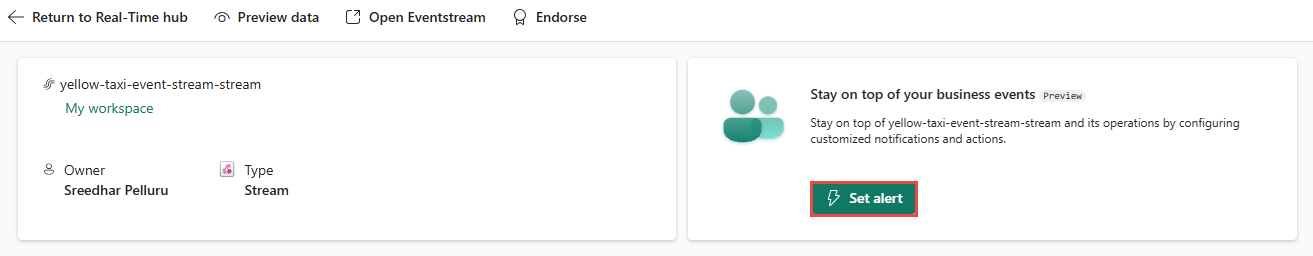 Return to Real-Time hub Preview data Open Eventstream Endorse
yellow-taxi-event-stream-stream
My workspace
Owner Type
Sreedhar Pelluru Stream
Stay on top of your business events Preview
Stay on top of yellow-taxi-event-stream-stream and its operations by configuring
customized notifications and actions.
Set alert